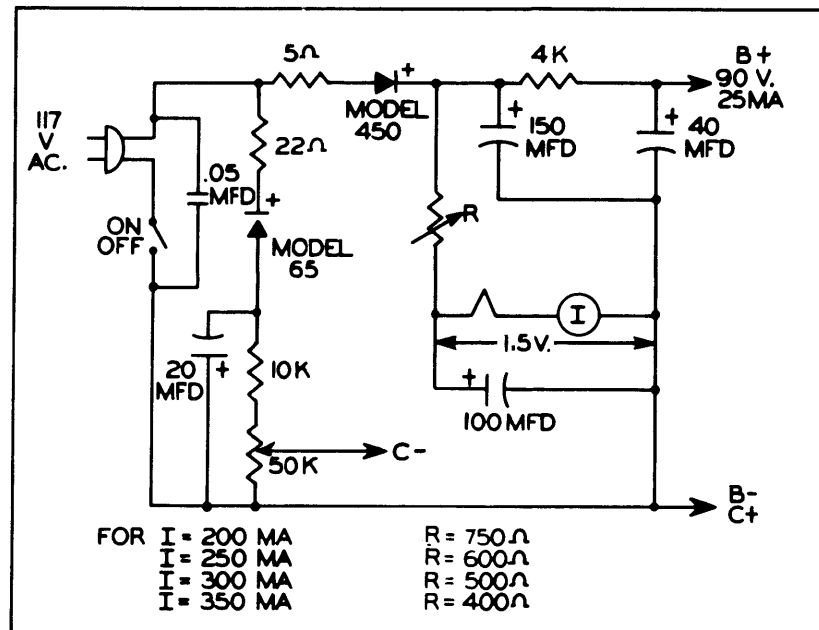 117
V
AC.
ON
OFF
.05
MFD
5Ω
22Ω
+
MODEL
65
20
MFD
+
10K
50K
C-
+
MODEL
450
4K
+
150
MFD
+
40
MFD
B+
90 V.
25MA
R
I
1.5V.
+
100MFD
B-
C+
FOR I = 200 MA R = 750Ω
I = 250 MA R = 600Ω
I = 300 MA R = 500Ω
I = 350 MA R = 400Ω